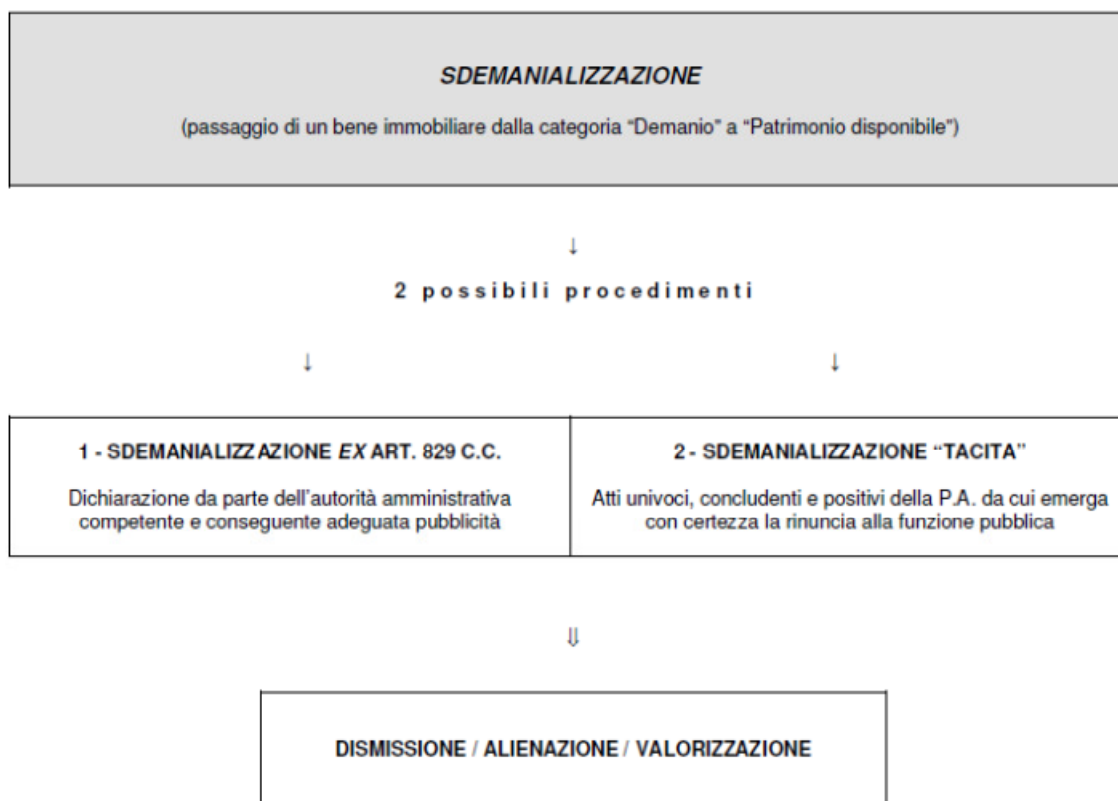 SDEMANIALIZZAZIONE
(passaggio di un bene immobiliare dalla categoria “Demanio” a “Patrimonio disponibile”)
↓
2 possibili procedimenti
↓ ↓
1 - SDEMANIALIZZAZIONE EX ART. 829 C.C.
Dichiarazione da parte dell’autorità amministrativa
competente e conseguente adeguata pubblicità
2 - SDEMANIALIZZAZIONE “TACITA”
Atti univoci, concludenti e positivi della P.A. da cui emerga
con certezza la rinuncia alla funzione pubblica
⇓
DISMISSIONE / ALIENAZIONE / VALORIZZAZIONE